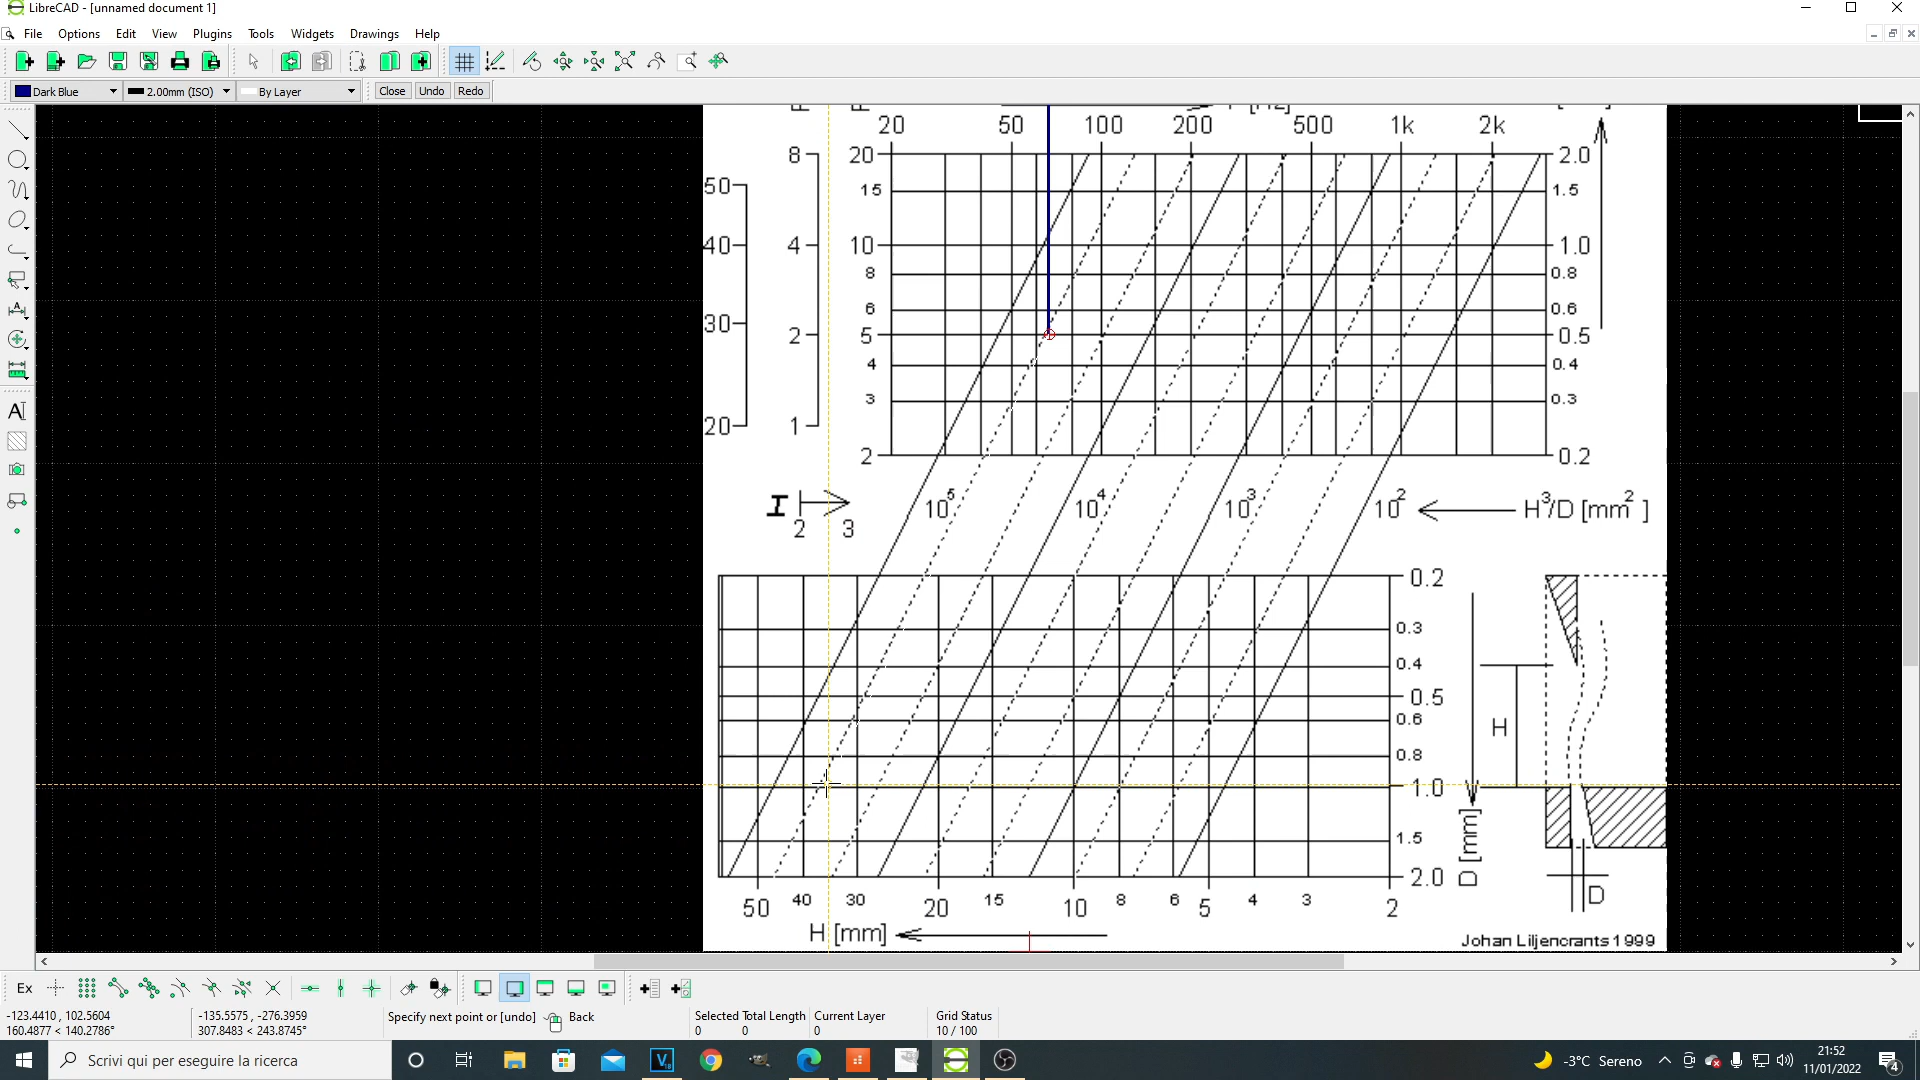 LibreCAD - [unnamed document 1]
File Options Edit View Plugins Tools Widgets Drawings Help
Dark Blue 2.00mm (ISO) By Layer Close Undo Redo
20 50 100 200 500 1k 2k
8 20 2.0
50 15 1.5
40 4 10 1.0
8 0.8
6 0.6
30 2 5 0.5
4 0.4
3 0.3
20 1
2 0.2
I 2 3
10⁵ 10⁴ 10³ 10² H³/D [mm²]
0.2
0.3
0.4
0.5
0.6
H
0.8
1.0
1.5
2.0
D [mm]
D
50 40 30 20 15 10 8 6 5 4 3 2
H [mm]
Johan Liljencrants 1999
Ex
-123.4410 , 102.5604
160.4877 < 140.2786°
-135.5575 , -276.3959
307.8483 < 243.8745°
Specify next point or [undo] Back
Selected Total Length
0 0
Current Layer
0
Grid Status
10 / 100
Scrivi qui per eseguire la ricerca
-3°C Sereno
21:52
11/01/2022
4